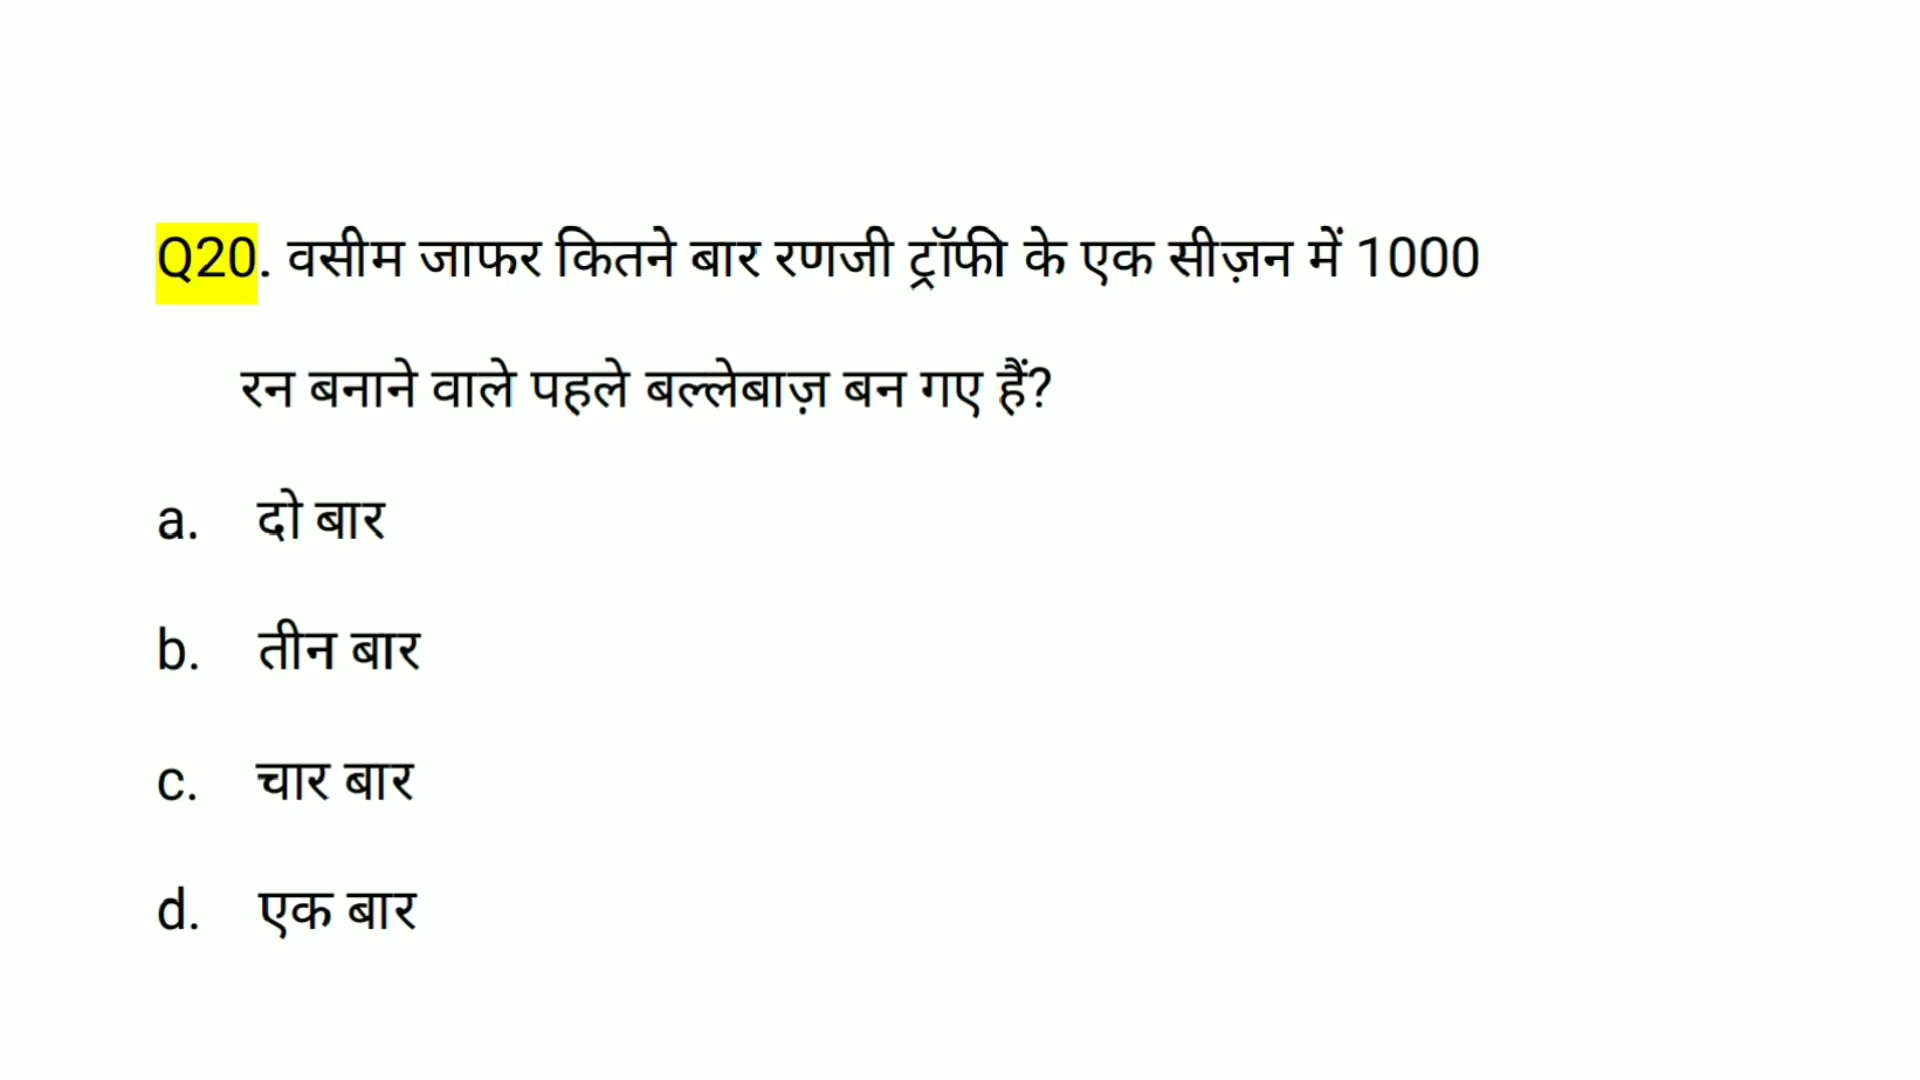 Q20. वसीम जाफर कितने बार रणजी ट्रॉफी के एक सीज़न में 1000
रन बनाने वाले पहले बल्लेबाज़ बन गए हैं?
a. दो बार
b. तीन बार
c. चार बार
d. एक बार